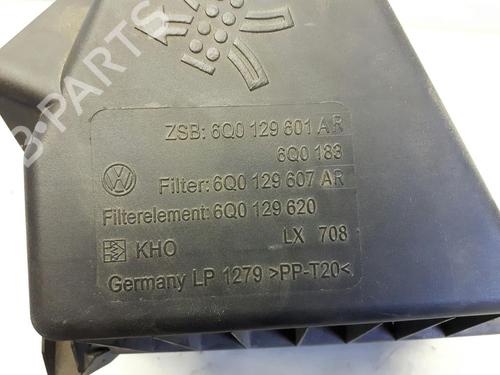 B-PARTS
ZSB: 6Q0 129 601 AR
6Q0 183
Filter: 6Q0 129 607 AR
Filterelement: 6Q0 129 620
KHO LX 708
Germany LP 1279 >PP-T20<